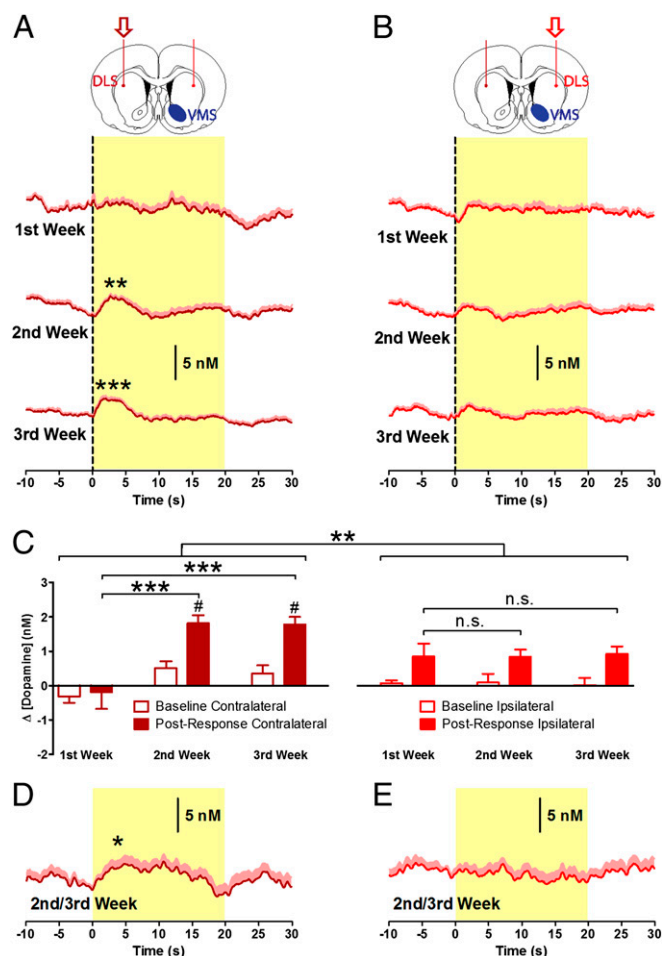 A
B
DLS
VMS
DLS
VMS
1st Week
1st Week
**
2nd Week
2nd Week
5 nM
5 nM
***
3rd Week
3rd Week
-10 -5 0 5 10 15 20 25 30
-10 -5 0 5 10 15 20 25 30
Time (s)
Time (s)
C
**
***
***
# #
n.s.
n.s.
Δ [Dopamine] (nM)
3
2
1
0
-1
-2
Baseline Contralateral
Post-Response Contralateral
Baseline Ipsilateral
Post-Response Ipsilateral
1st Week 2nd Week 3rd Week
1st Week 2nd Week 3rd Week
D
E
5 nM
5 nM
*
2nd/3rd Week
2nd/3rd Week
-10 -5 0 5 10 15 20 25 30
-10 -5 0 5 10 15 20 25 30
Time (s)
Time (s)